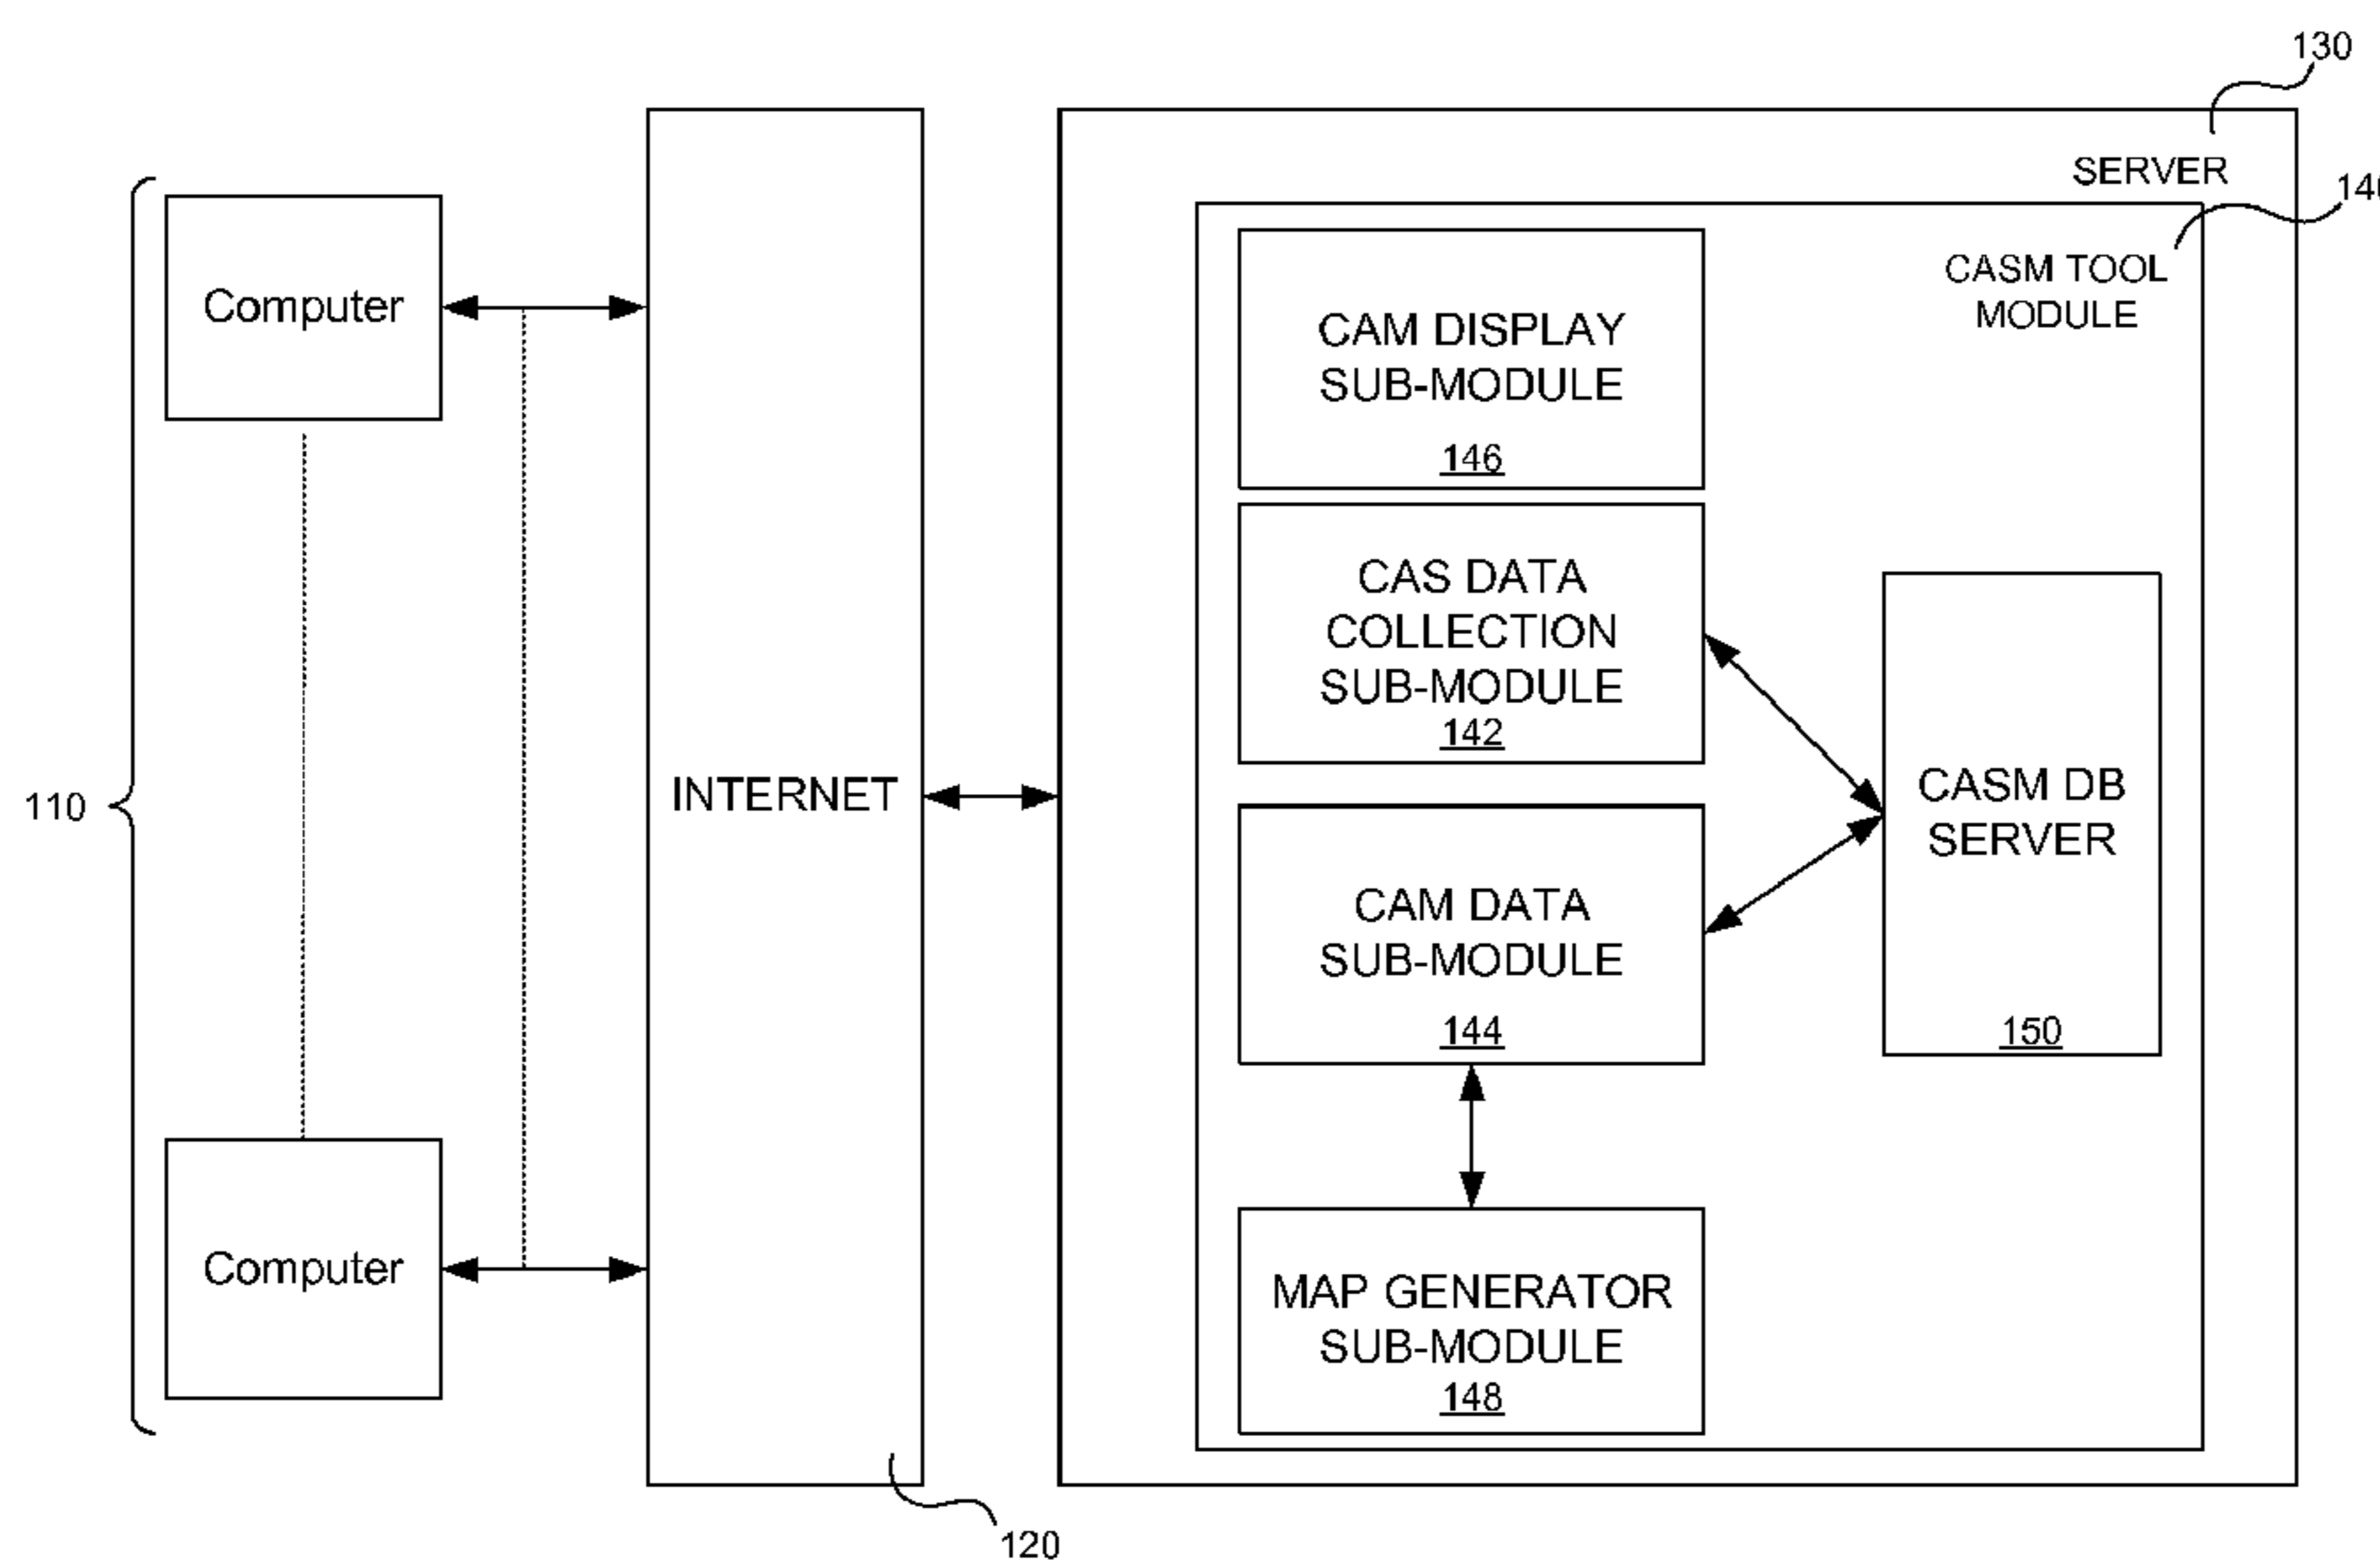 130
SERVER
140
CASM TOOL
MODULE
CAM DISPLAY
SUB-MODULE
146
Computer
CAS DATA
COLLECTION
SUB-MODULE
142
110
INTERNET
CASM DB
SERVER
150
CAM DATA
SUB-MODULE
144
Computer
MAP GENERATOR
SUB-MODULE
148
120